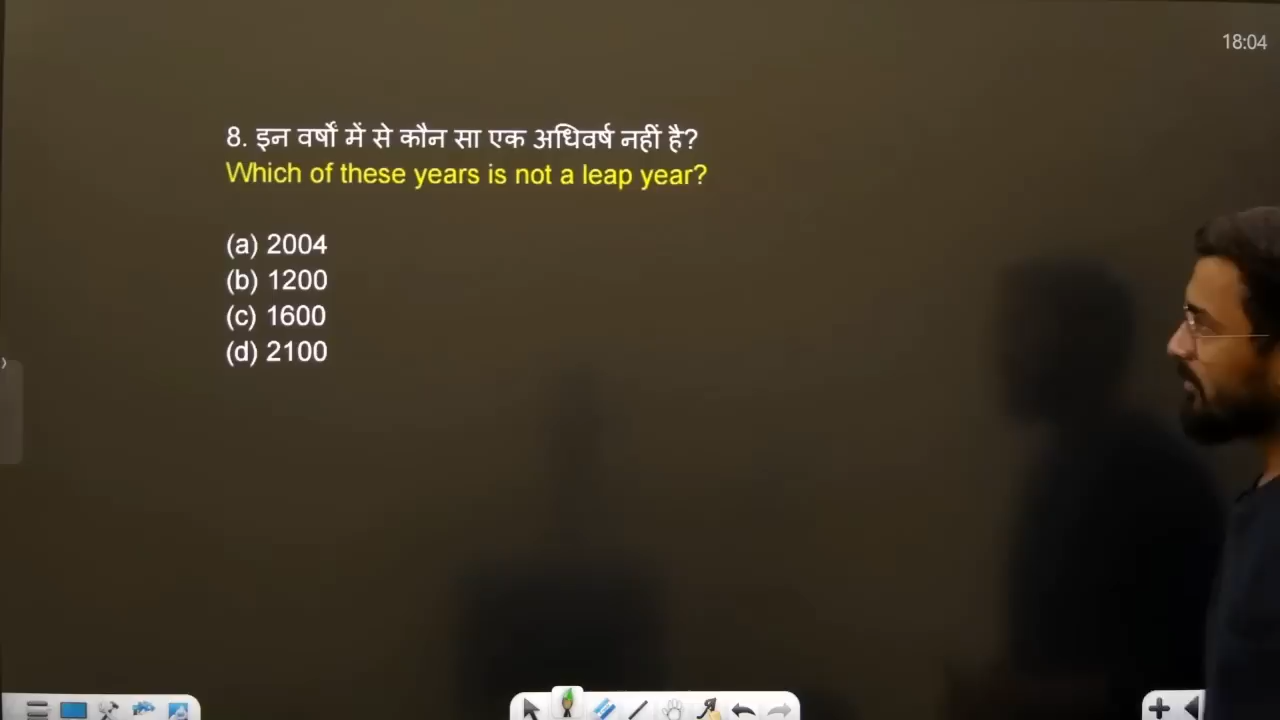 18:04
8. इन वर्षों में से कौन सा एक अधिवर्ष नहीं है?
Which of these years is not a leap year?
(a) 2004
(b) 1200
(c) 1600
(d) 2100